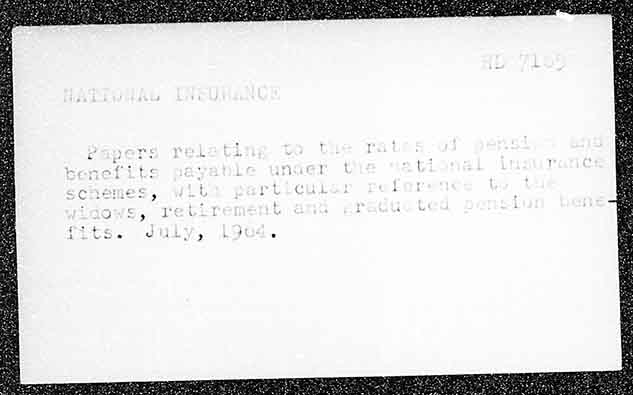 HD 7169
NATIONAL INSURANCE
Papers relating to the rates of pension and
benefits payable under the national insurance
schemes, with particular reference to the
widows, retirement and graduated pension bene-
fits. July, 1964.